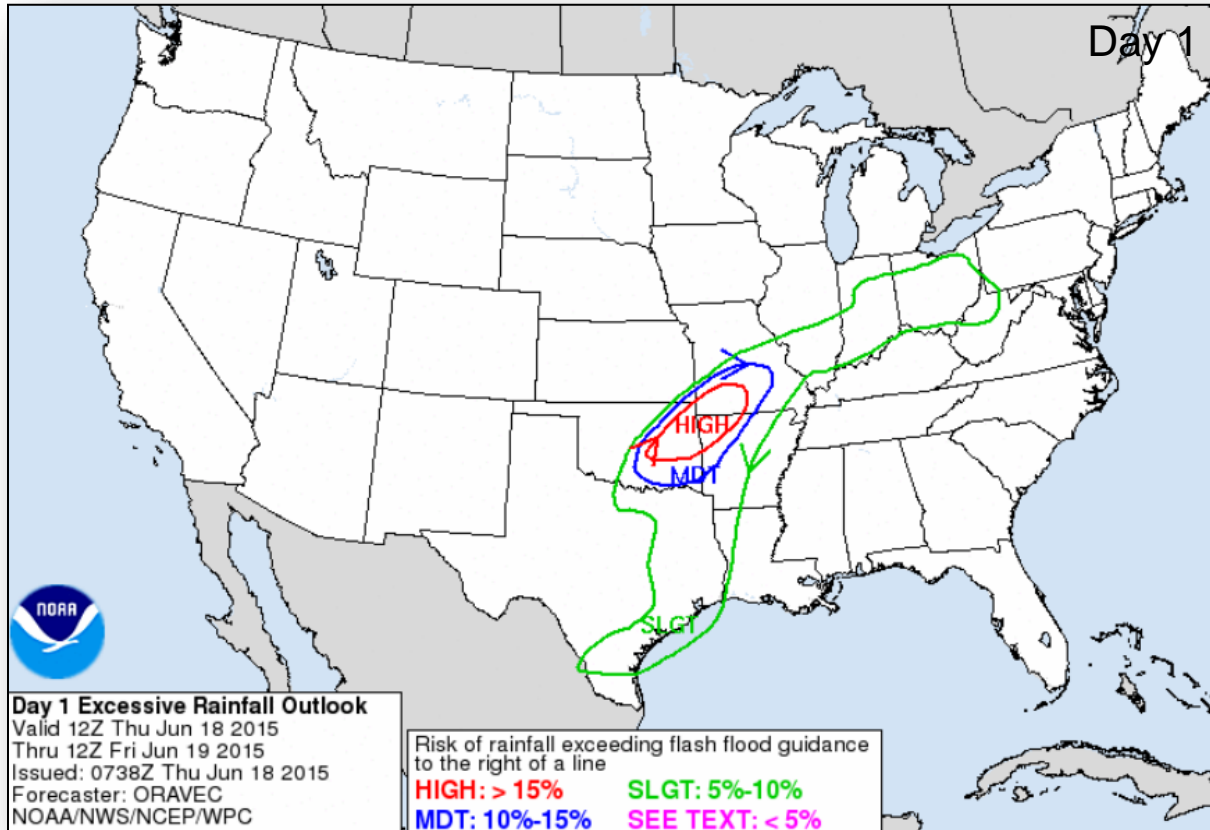 Day 1
HIGH
MDT
SLGT
NOAA
Day 1 Excessive Rainfall Outlook
Valid 12Z Thu Jun 18 2015
Thru 12Z Fri Jun 19 2015
Issued: 0738Z Thu Jun 18 2015
Forecaster: ORAVEC
NOAA/NWS/NCEP/WPC
Risk of rainfall exceeding flash flood guidance
to the right of a line
HIGH: > 15% SLGT: 5%-10%
MDT: 10%-15% SEE TEXT: < 5%